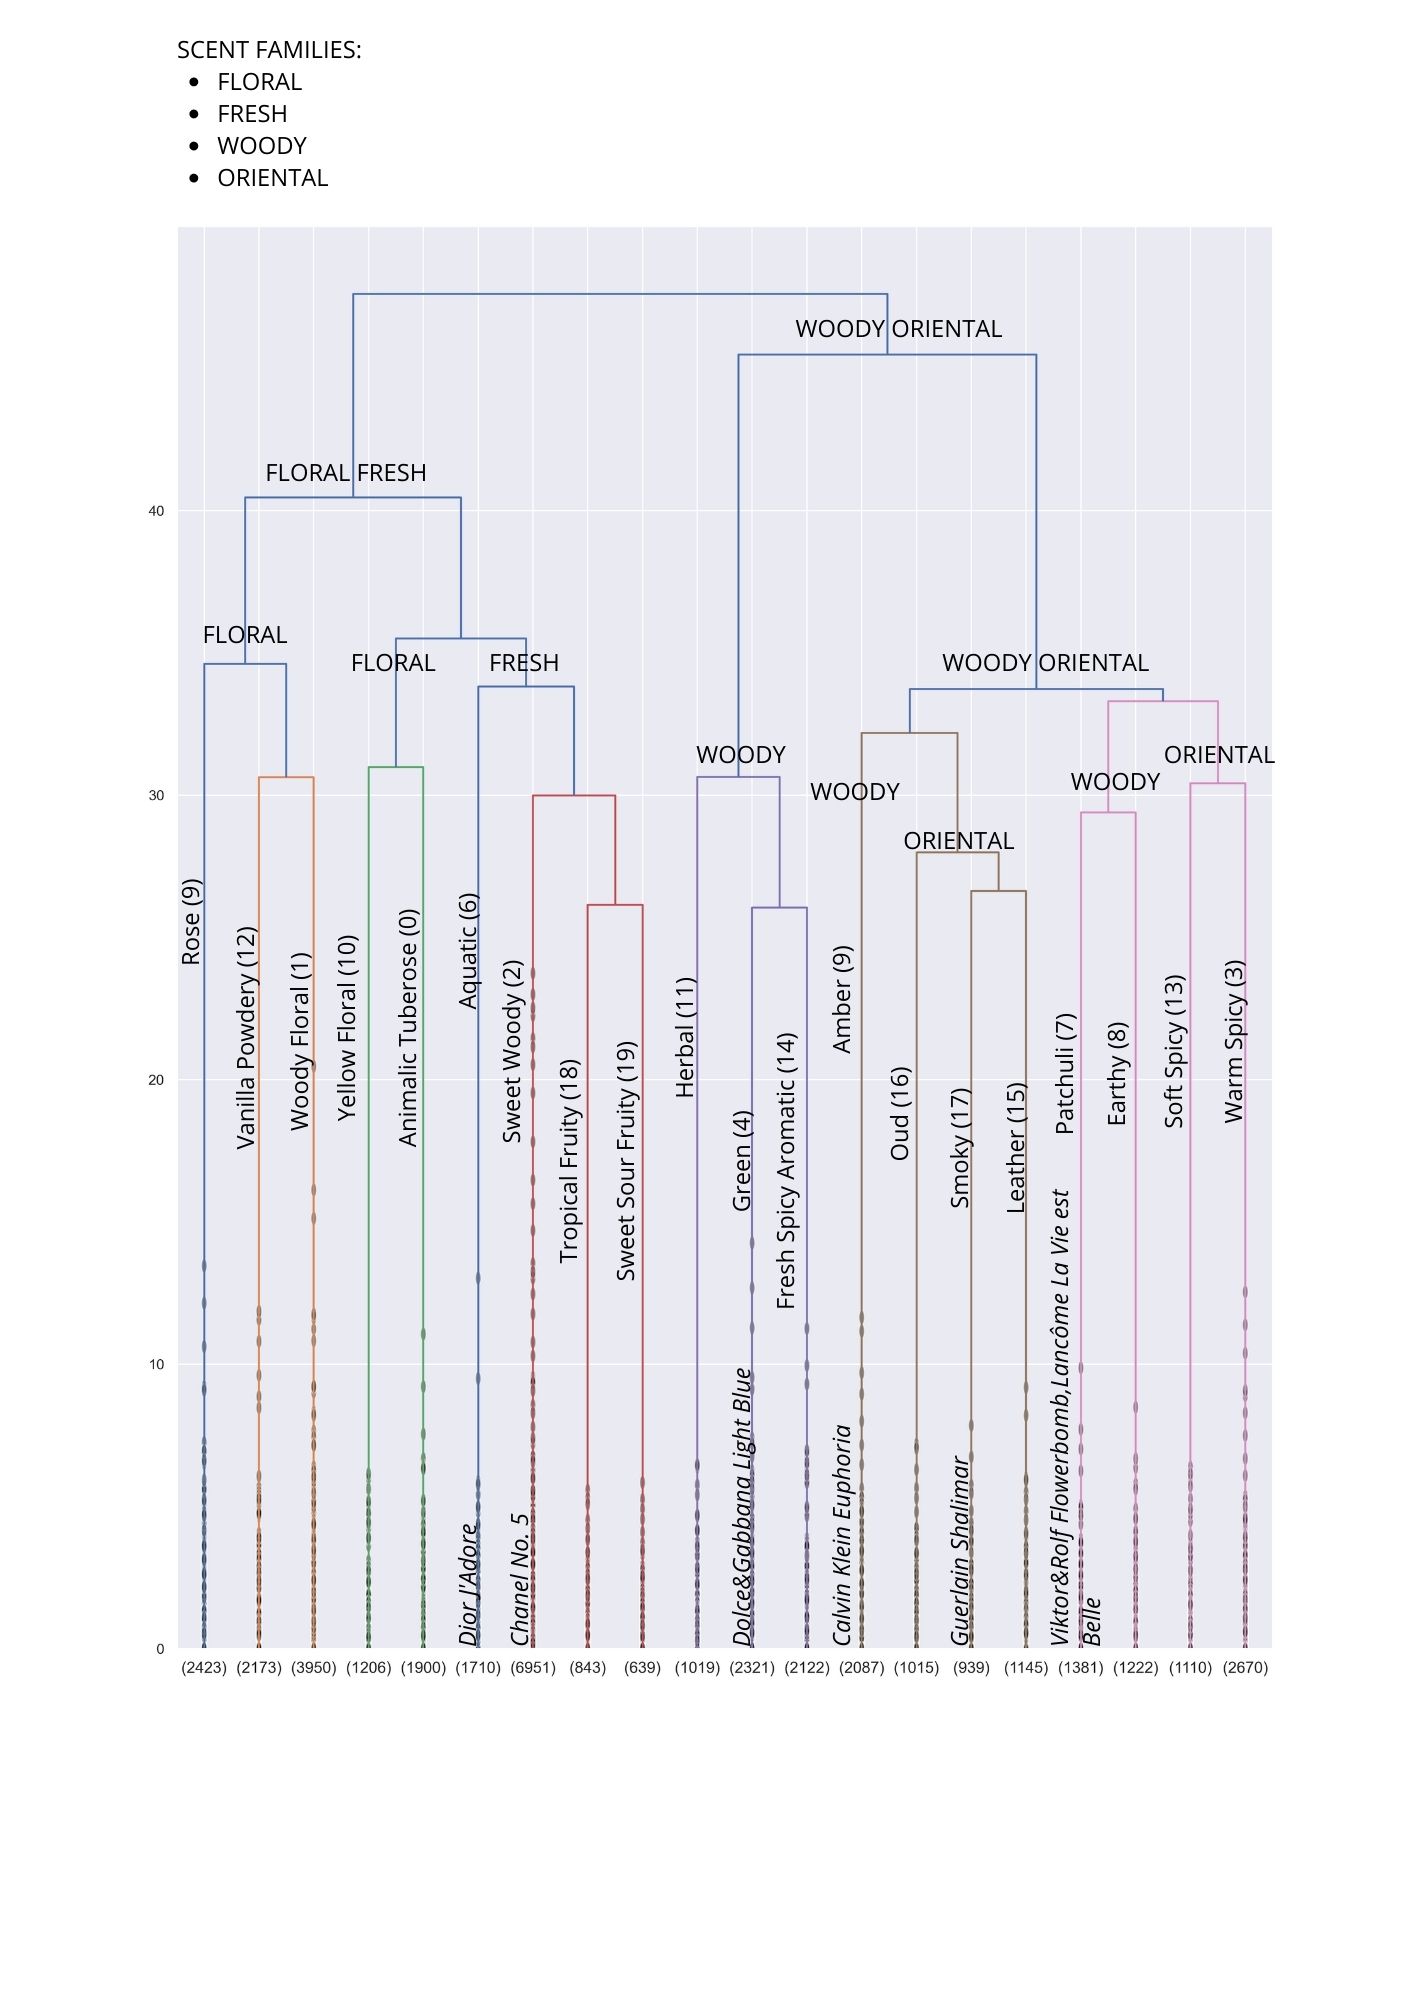 SCENT FAMILIES:
• FLORAL
• FRESH
• WOODY
• ORIENTAL
WOODY ORIENTAL
FLORAL FRESH
40
FLORAL
FLORAL
FRESH
WOODY ORIENTAL
WOODY
ORIENTAL
WOODY
WOODY
30
ORIENTAL
Rose (9)
Vanilla Powdery (12)
Woody Floral (1)
Yellow Floral (10)
Animalic Tuberose (0)
Aquatic (6)
Sweet Woody (2)
Tropical Fruity (18)
Sweet Sour Fruity (19)
Herbal (11)
Green (4)
Fresh Spicy Aromatic (14)
Amber (9)
Oud (16)
Smoky (17)
Leather (15)
Patchuli (7)
Earthy (8)
Soft Spicy (13)
Warm Spicy (3)
20
10
Dior J'Adore
Chanel No. 5
Dolce&Gabbana Light Blue
Calvin Klein Euphoria
Guerlain Shalimar
Viktor&Rolf Flowerbomb,Lancôme La Vie est
Belle
0
(2423) (2173) (3950) (1206) (1900) (1710) (6951) (843) (639) (1019) (2321) (2122) (2087) (1015) (939) (1145) (1381) (1222) (1110) (2670)